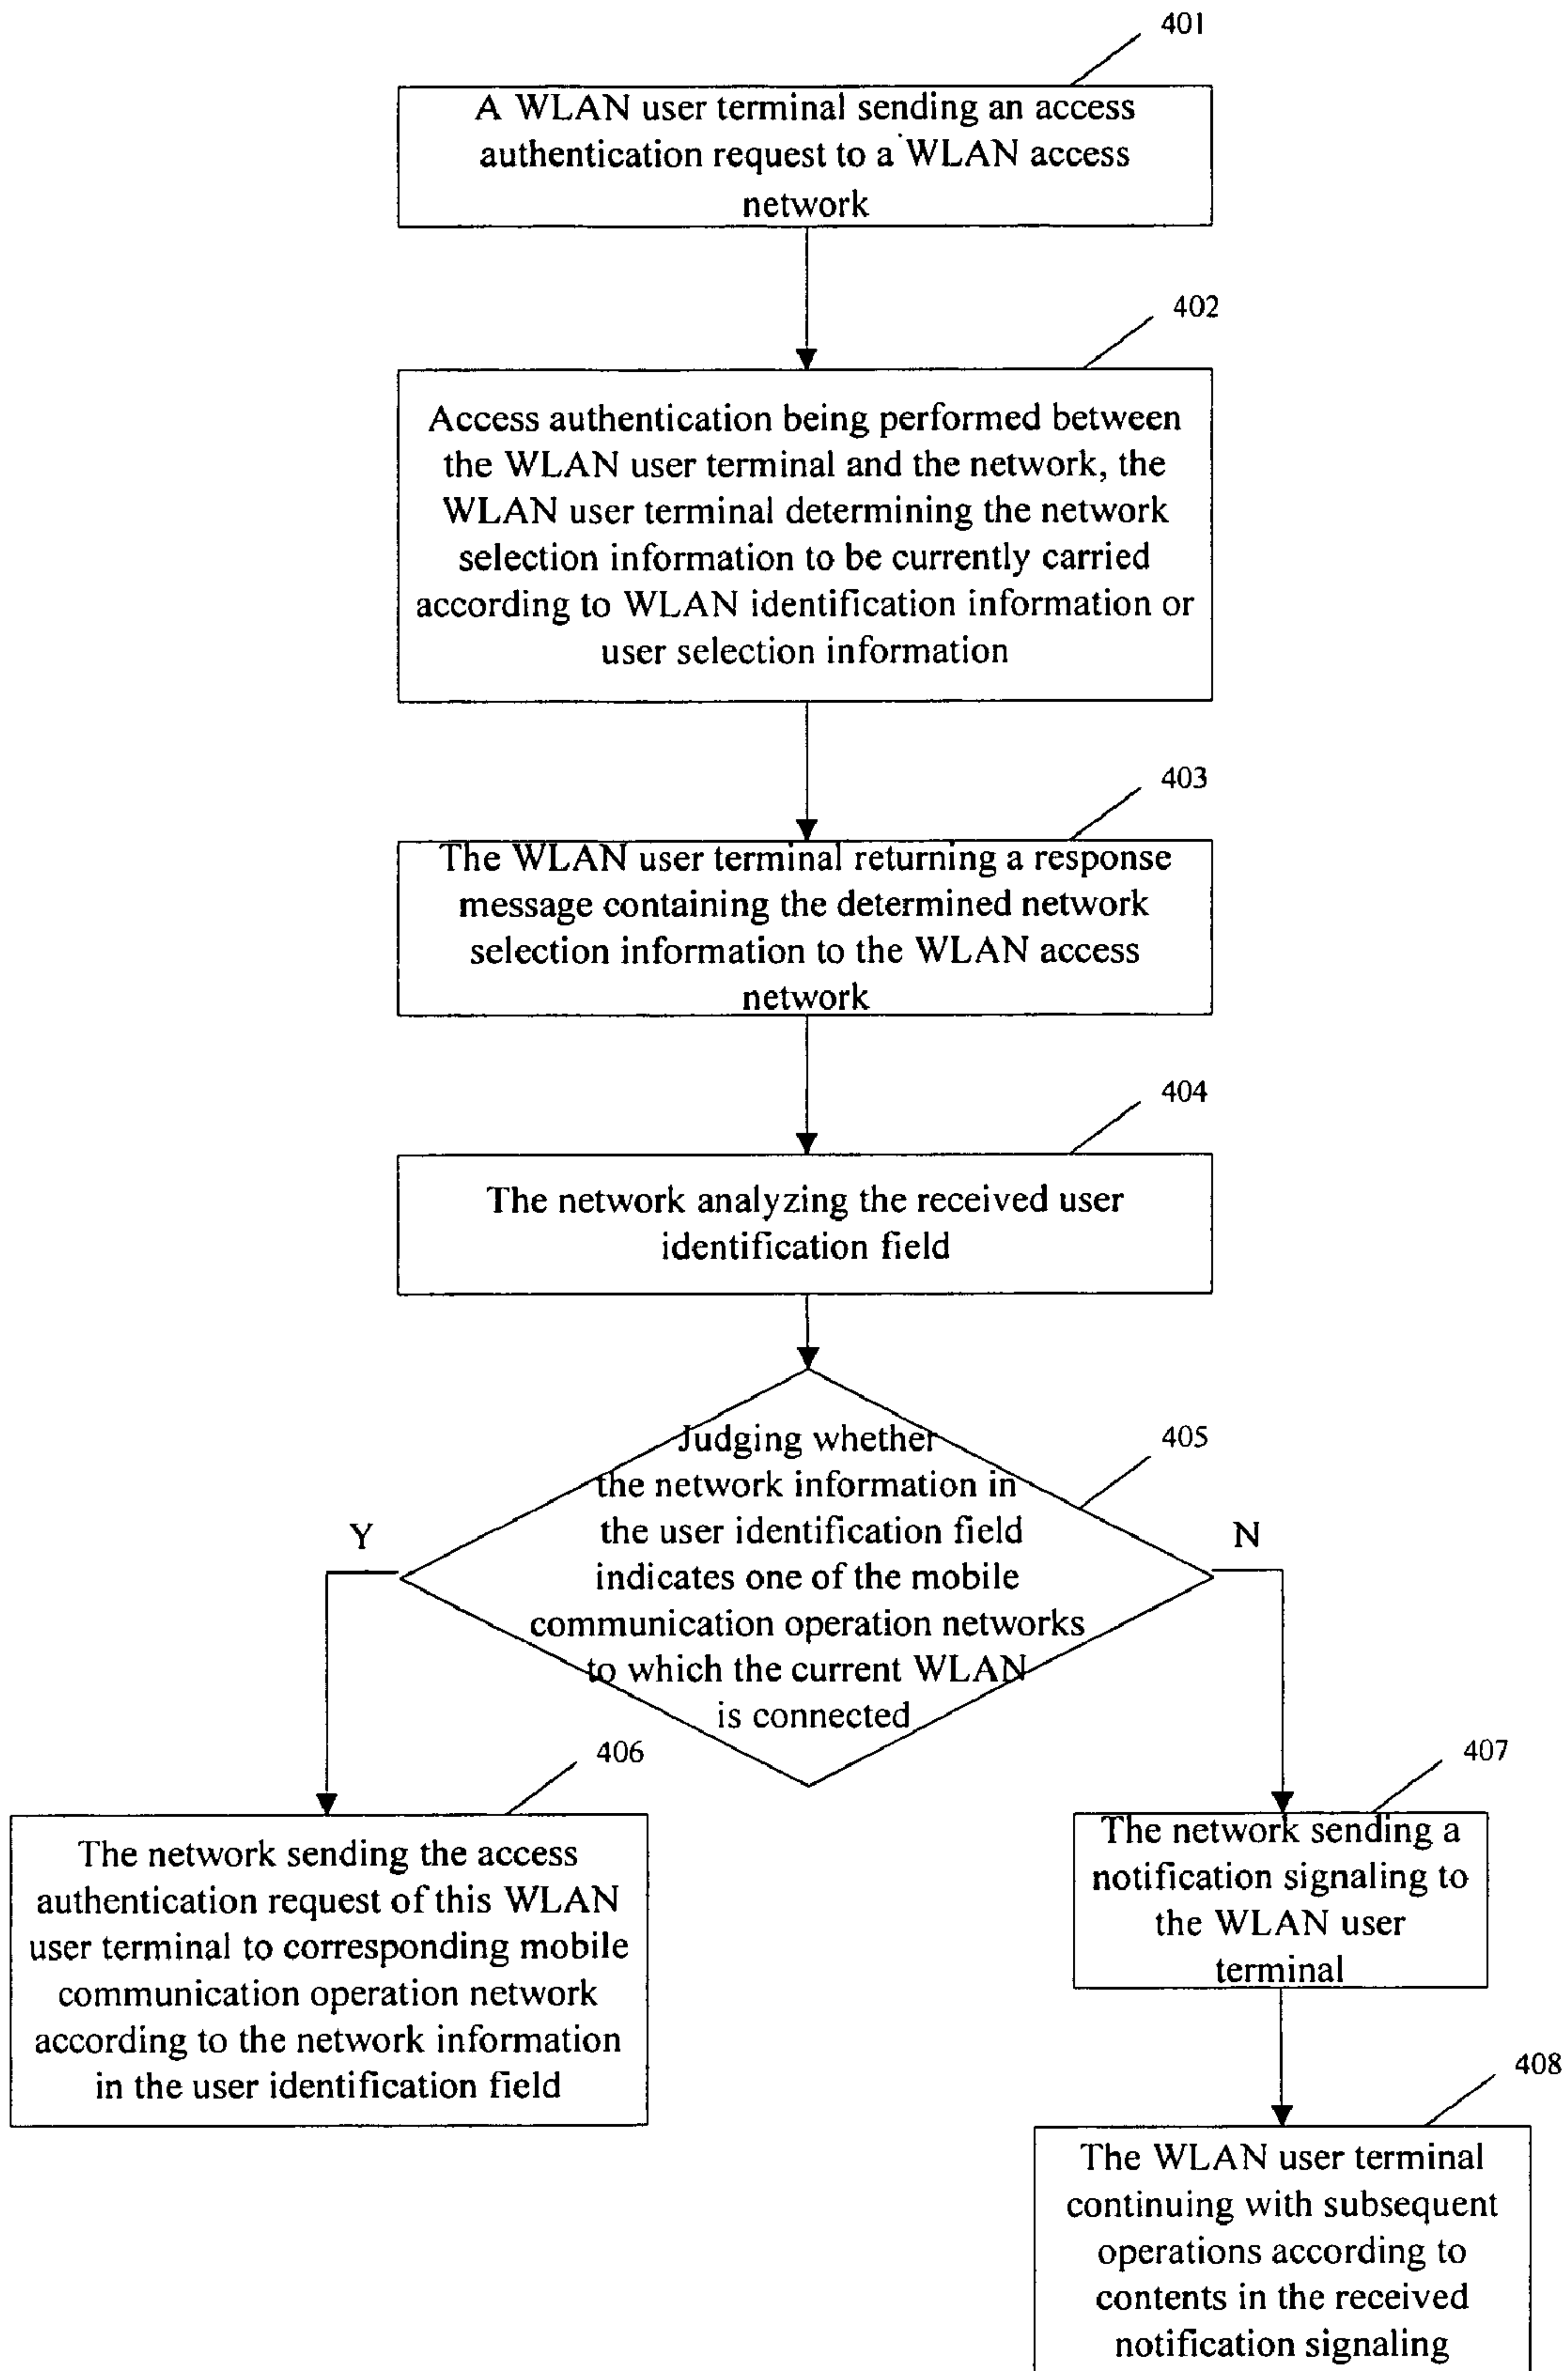 401
A WLAN user terminal sending an access
authentication request to a WLAN access
network
402
Access authentication being performed between
the WLAN user terminal and the network, the
WLAN user terminal determining the network
selection information to be currently carried
according to WLAN identification information or
user selection information
403
The WLAN user terminal returning a response
message containing the determined network
selection information to the WLAN access
network
404
The network analyzing the received user
identification field
405
Judging whether
the network information in
the user identification field
indicates one of the mobile
communication operation networks
to which the current WLAN
is connected
Y
N
406
The network sending the access
authentication request of this WLAN
user terminal to corresponding mobile
communication operation network
according to the network information
in the user identification field
407
The network sending a
notification signaling to
the WLAN user
terminal
408
The WLAN user terminal
continuing with subsequent
operations according to
contents in the received
notification signaling